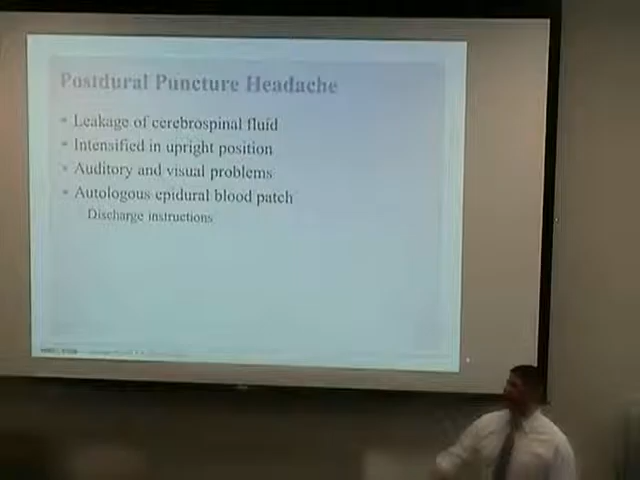 Postdural Puncture Headache
Leakage of cerebrospinal fluid
Intensified in upright position
Auditory and visual problems
Autologous epidural blood patch
Discharge instructions